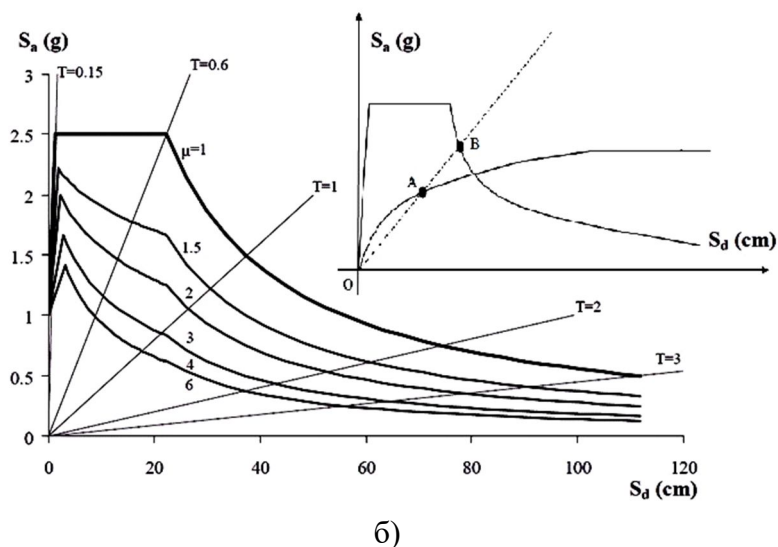 Sa (g)
3
2.5
2
1.5
1
0.5
0
0
20
40
60
80
100
120
Sd (cm)
T=0.15
T=0.6
T=1
T=2
T=3
μ=1
1.5
2
3
4
6
Sa (g)
A
B
O
Sd (cm)
б)